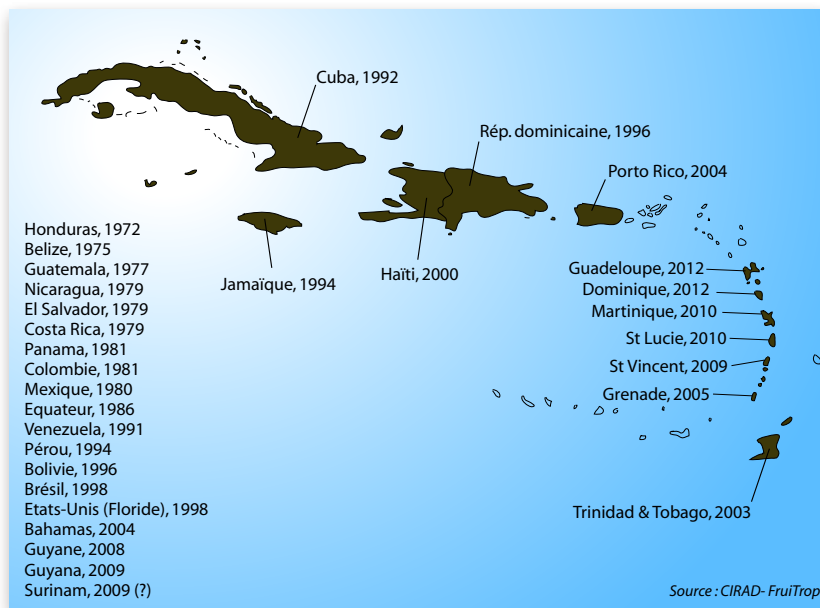 Cuba, 1992
Rép. dominicaine, 1996
Porto Rico, 2004
Jamaïque, 1994
Haïti, 2000
Guadeloupe, 2012
Dominique, 2012
Martinique, 2010
St Lucie, 2010
St Vincent, 2009
Grenade, 2005
Trinidad & Tobago, 2003
Honduras, 1972
Belize, 1975
Guatemala, 1977
Nicaragua, 1979
El Salvador, 1979
Costa Rica, 1979
Panama, 1981
Colombie, 1981
Mexique, 1980
Equateur, 1986
Venezuela, 1991
Pérou, 1994
Bolivie, 1996
Brésil, 1998
Etats-Unis (Floride), 1998
Bahamas, 2004
Guyane, 2008
Guyana, 2009
Surinam, 2009 (?)
Source : CIRAD- FruiTrop